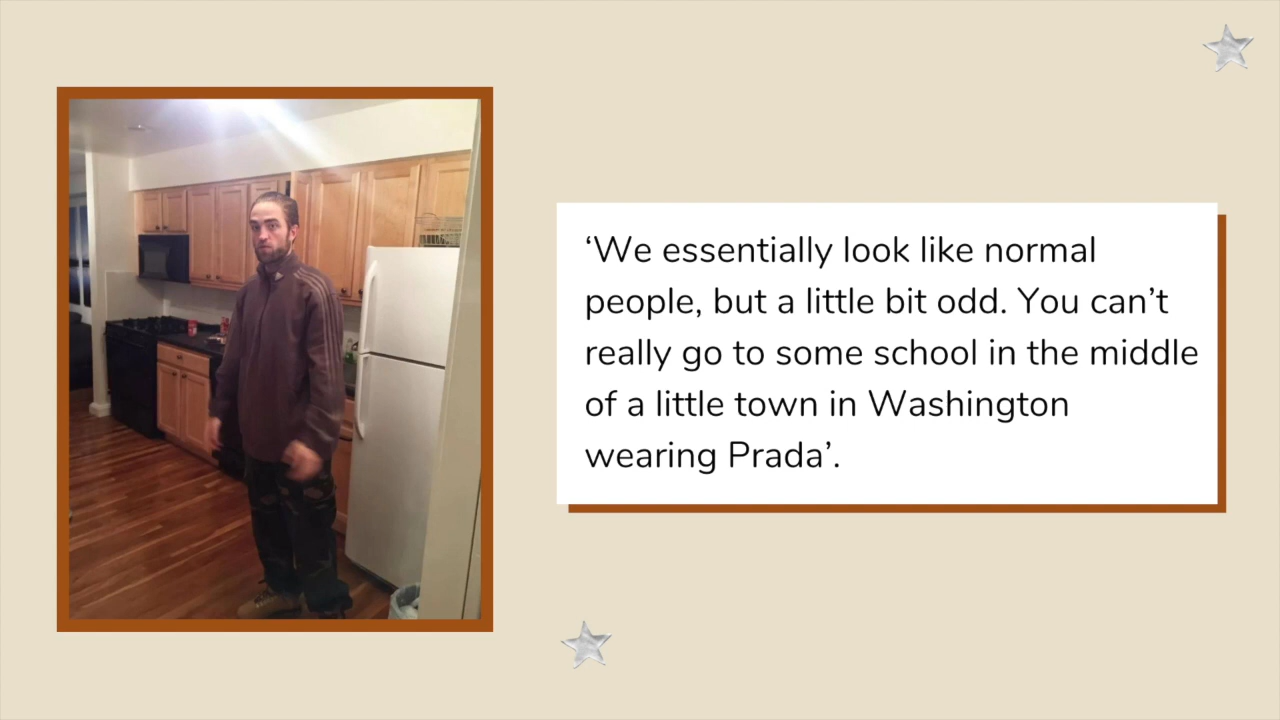 ‘We essentially look like normal
people, but a little bit odd. You can’t
really go to some school in the middle
of a little town in Washington
wearing Prada’.